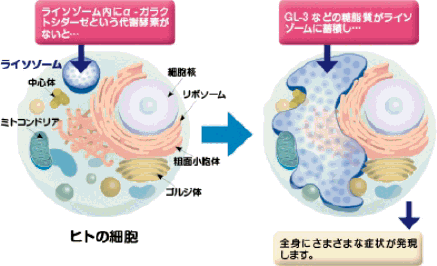 ライソゾーム内にα-ガラク
トシダーゼという代謝酵素が
ないと…
GL-3などの糖脂質がライソ
ゾームに蓄積し…
ライソゾーム
中心体
ミトコンドリア
細胞核
リボソーム
粗面小胞体
ゴルジ体
ヒトの細胞
全身にさまざまな症状が発現
します。